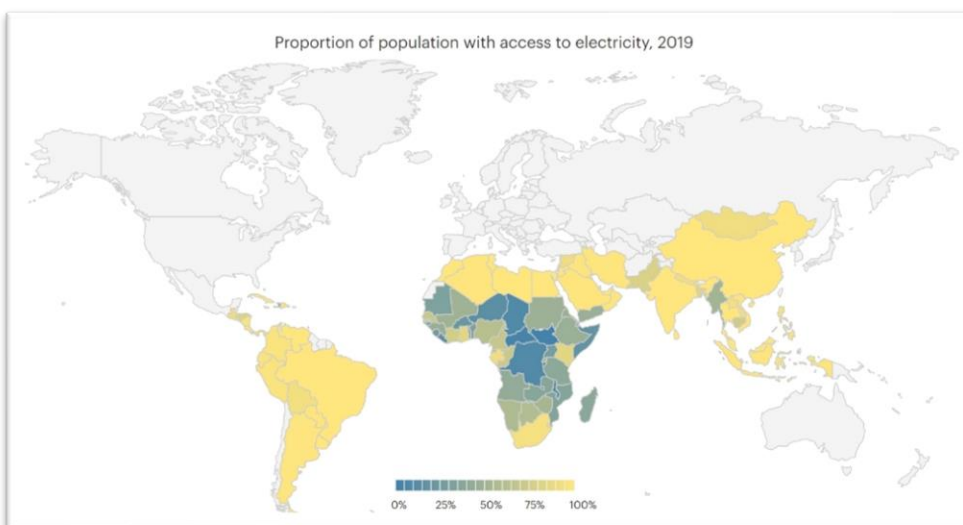 Proportion of population with access to electricity, 2019
0% 25% 50% 75% 100%